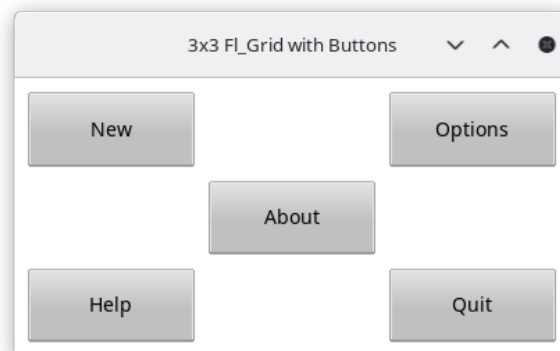 3x3 Fl_Grid with Buttons
New
Options
About
Help
Quit